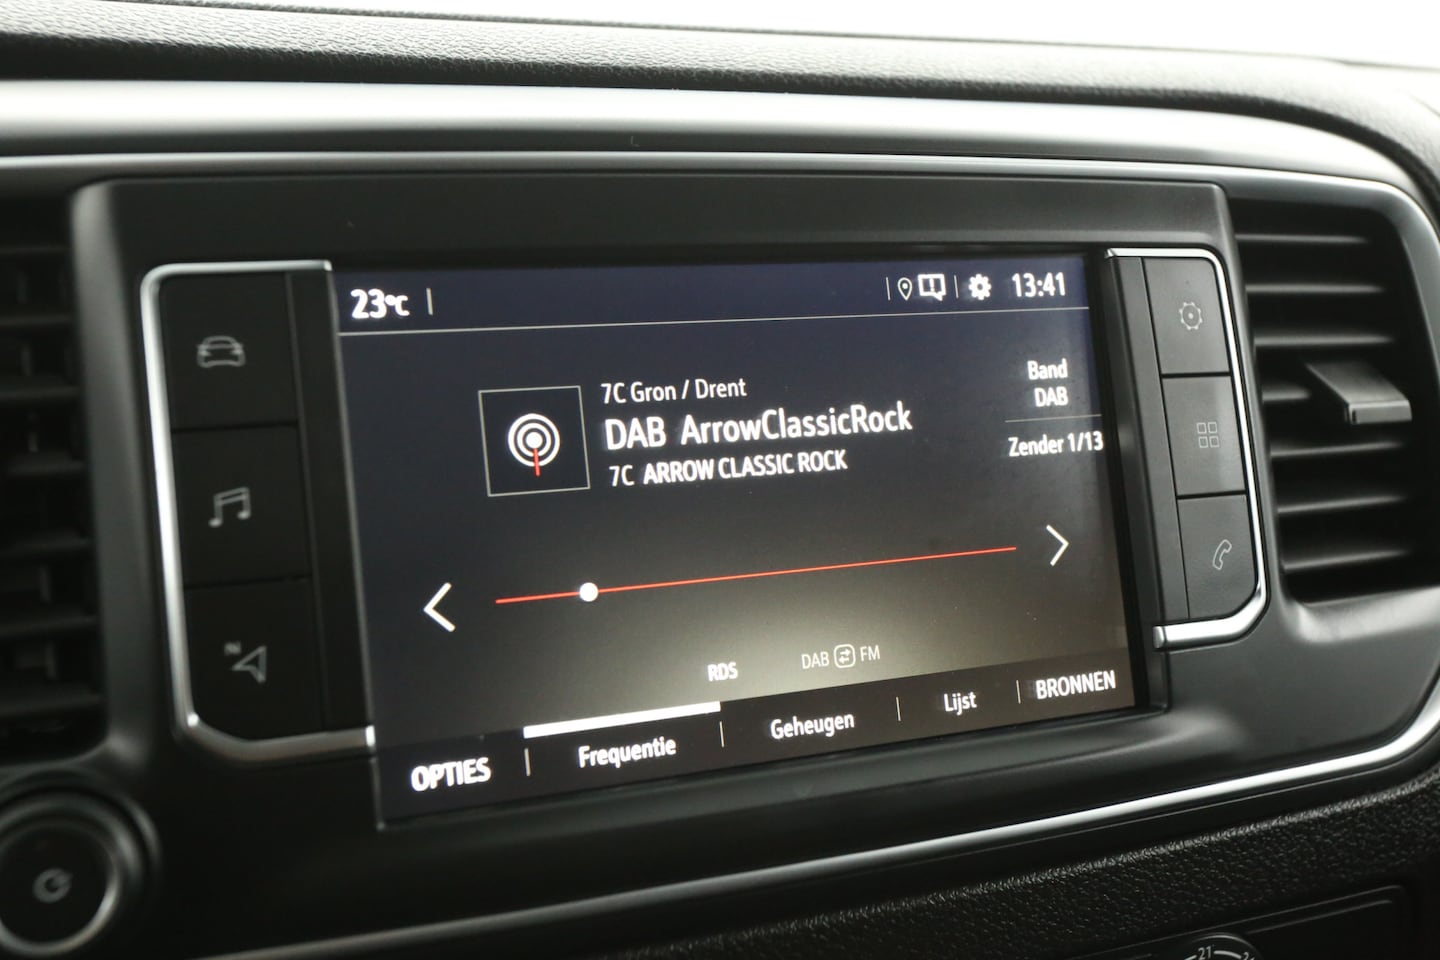 23°C
13:41
7C Gron / Drent
DAB ArrowClassicRock
7C ARROW CLASSIC ROCK
Band
DAB
Zender 1/13
RDS
DAB FM
OPTIES
Frequentie
Geheugen
Lijst
BRONNEN
N
21